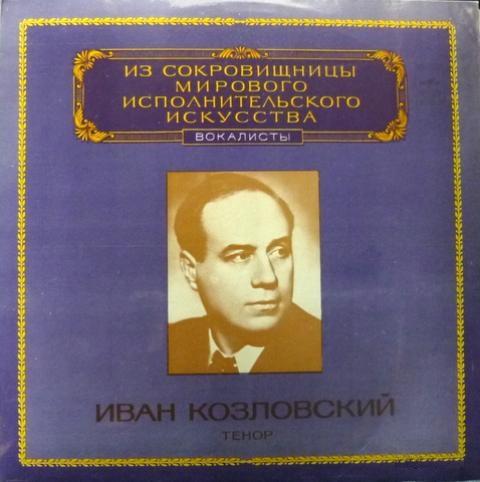 ИЗ СОКРОВИЩНИЦЫ
МИРОВОГО
ИСПОЛНИТЕЛЬСКОГО
ИСКУССТВА
ВОКАЛИСТЫ
ИВАН КОЗЛОВСКИЙ
ТЕНОР